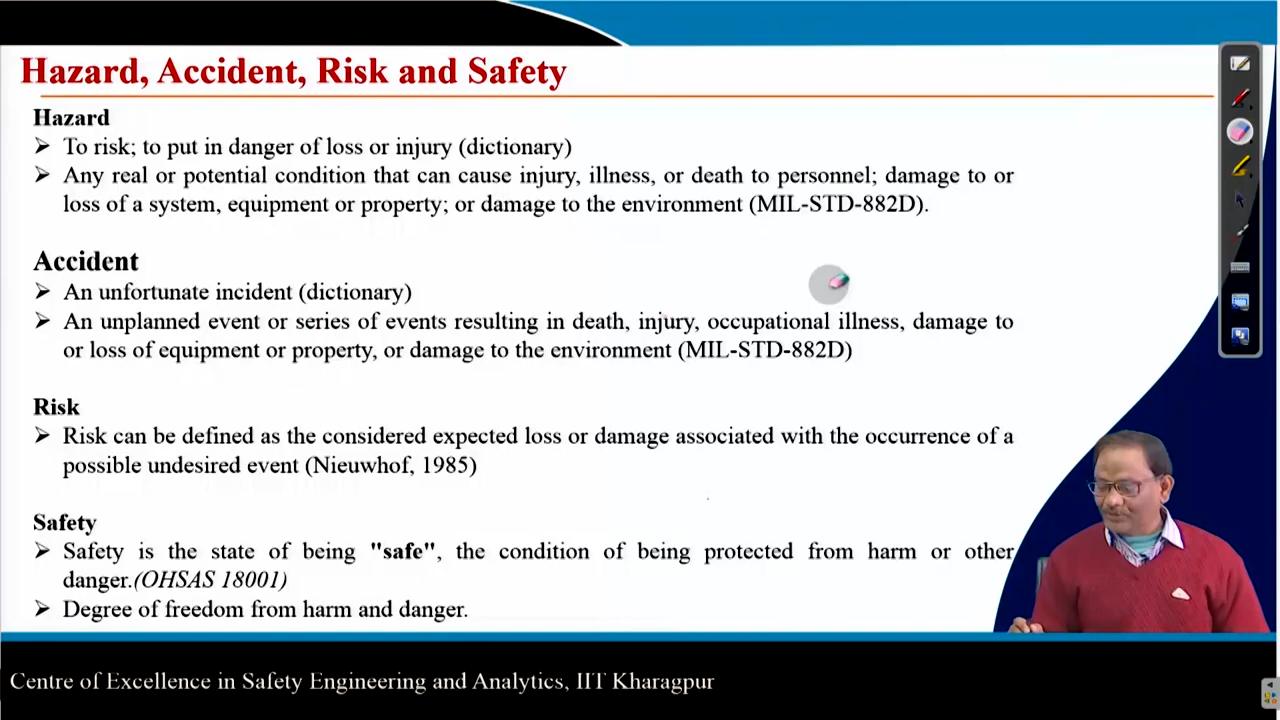 Hazard, Accident, Risk and Safety
Hazard
➢ To risk; to put in danger of loss or injury (dictionary)
➢ Any real or potential condition that can cause injury, illness, or death to personnel; damage to or
loss of a system, equipment or property; or damage to the environment (MIL-STD-882D).
Accident
➢ An unfortunate incident (dictionary)
➢ An unplanned event or series of events resulting in death, injury, occupational illness, damage to
or loss of equipment or property, or damage to the environment (MIL-STD-882D)
Risk
➢ Risk can be defined as the considered expected loss or damage associated with the occurrence of a
possible undesired event (Nieuwhof, 1985)
Safety
➢ Safety is the state of being "safe", the condition of being protected from harm or other
danger.(OHSAS 18001)
➢ Degree of freedom from harm and danger.
Centre of Excellence in Safety Engineering and Analytics, IIT Kharagpur